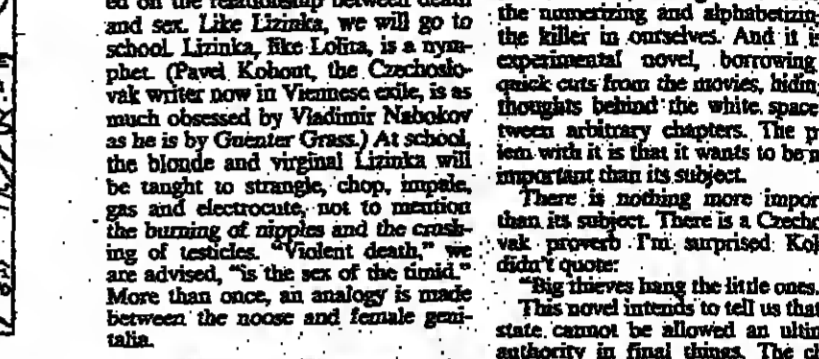 ed on the relationship between death
and sex. Like Lizinka, we will go to
school. Lizinka, like Lolita, is a nym-
phet. (Pavel Kohout, the Czechoslo-
vak writer now in Viennese exile, is as
much obsessed by Vladimir Nabokov
as he is by Guenter Grass.) At school,
the blonde and virginal Lizinka will
be taught to strangle, chop, impale,
gas and electrocute, not to mention
the burning of nipples and the crush-
ing of testicles. "Violent death," we
are advised, "is the sex of the timid."
More than once, an analogy is made
between the noose and female geni-
talia.
the numerizing and alphabetizin
the killer in ourselves. And it is
experimental novel, borrowing
quick cuts from the movies, hidin
thoughts behind the white space
tween arbitrary chapters. The p
lem with it is that it wants to be m
important than its subject.
There is nothing more impor
than its subject. There is a Czecho
vak proverb I'm surprised Ko
didn't quote:
"Big thieves hang the little ones.
This novel intends to tell us that
state cannot be allowed an ultim
authority in final things. The